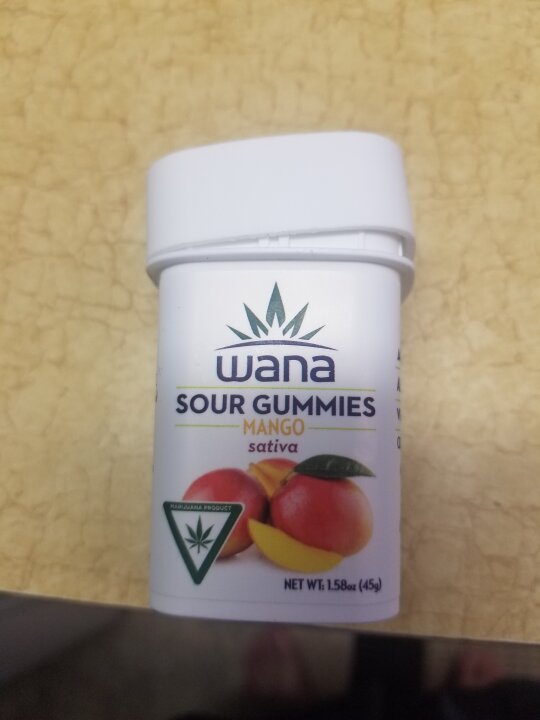 wana
SOUR GUMMIES
MANGO
sativa
MARIJUANA PRODUCT
NET WT: 1.58oz (45g)